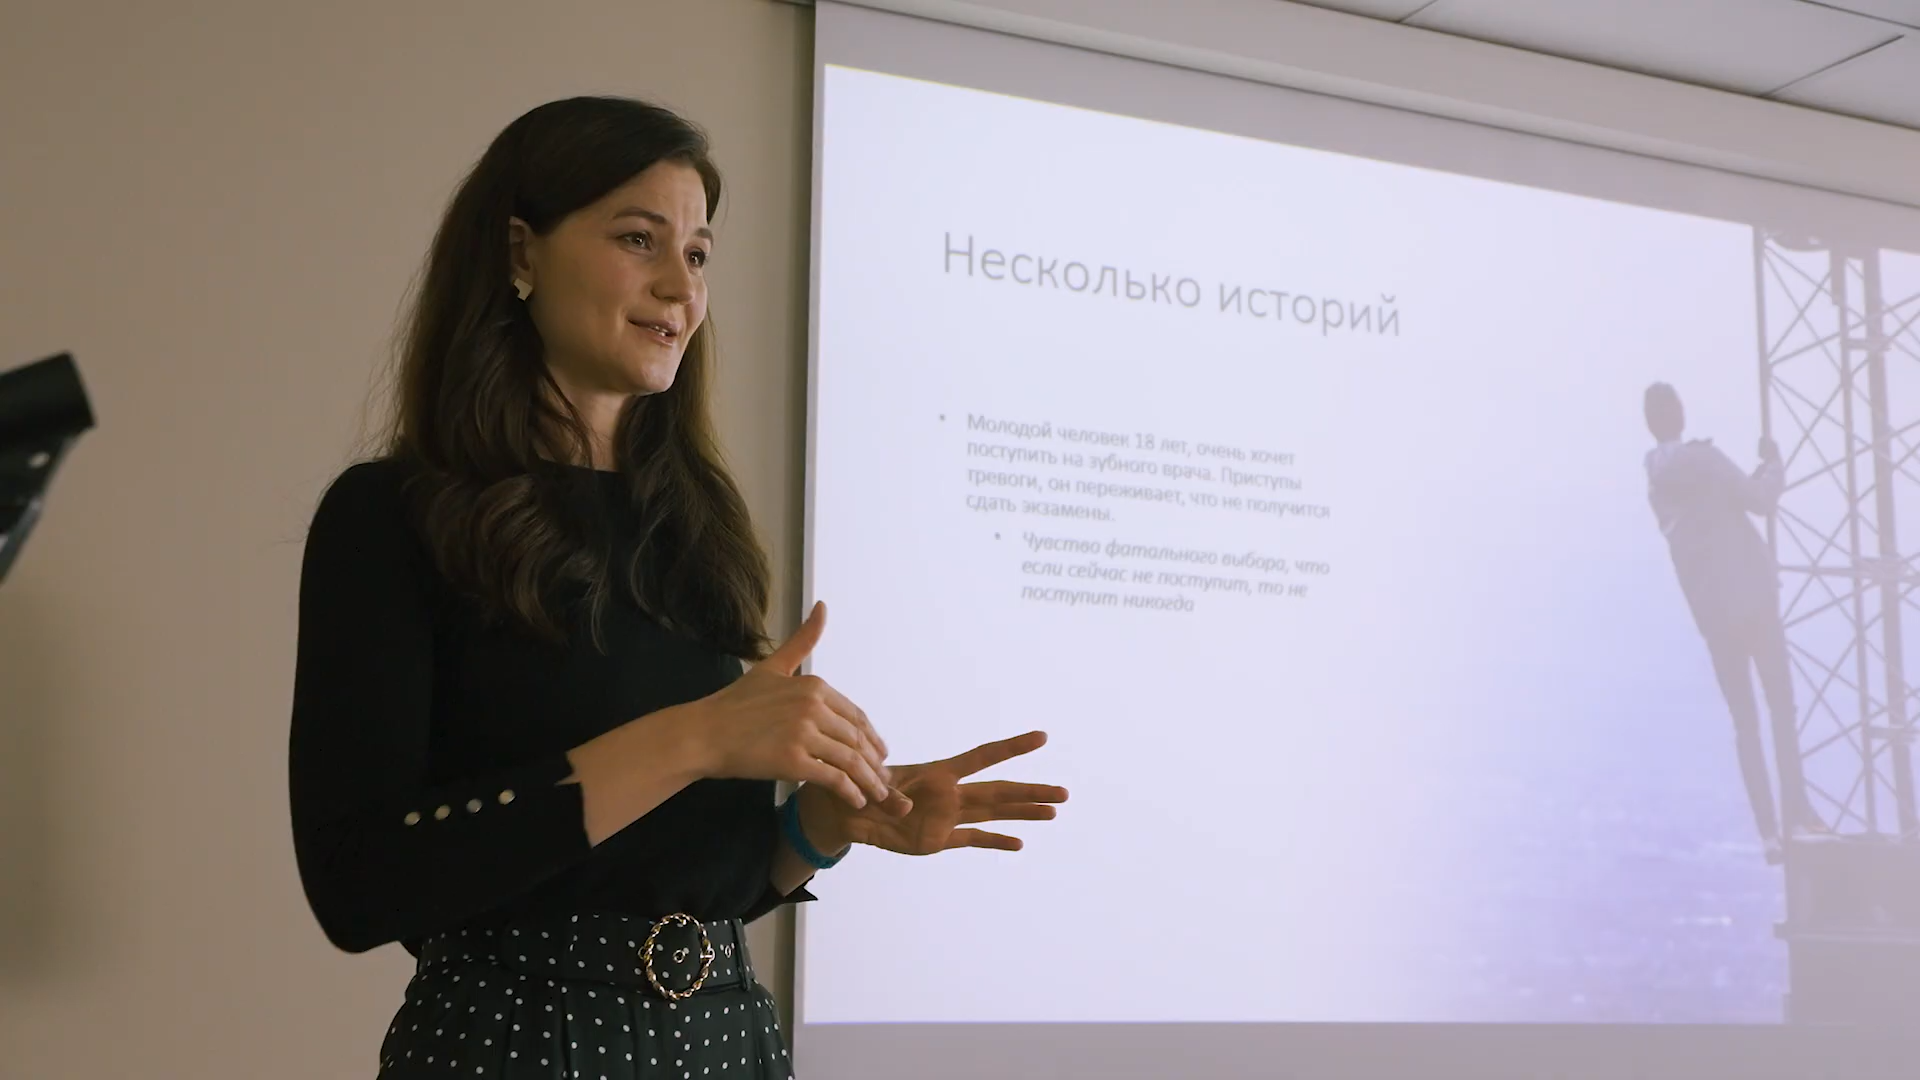 Несколько историй
Молодой человек 18 лет, очень хочет
поступить на зубного врача. Приступы
тревоги, он переживает, что не получится
сдать экзамены.
Чувство фатального выбора, что
если сейчас не поступит, то не
поступит никогда